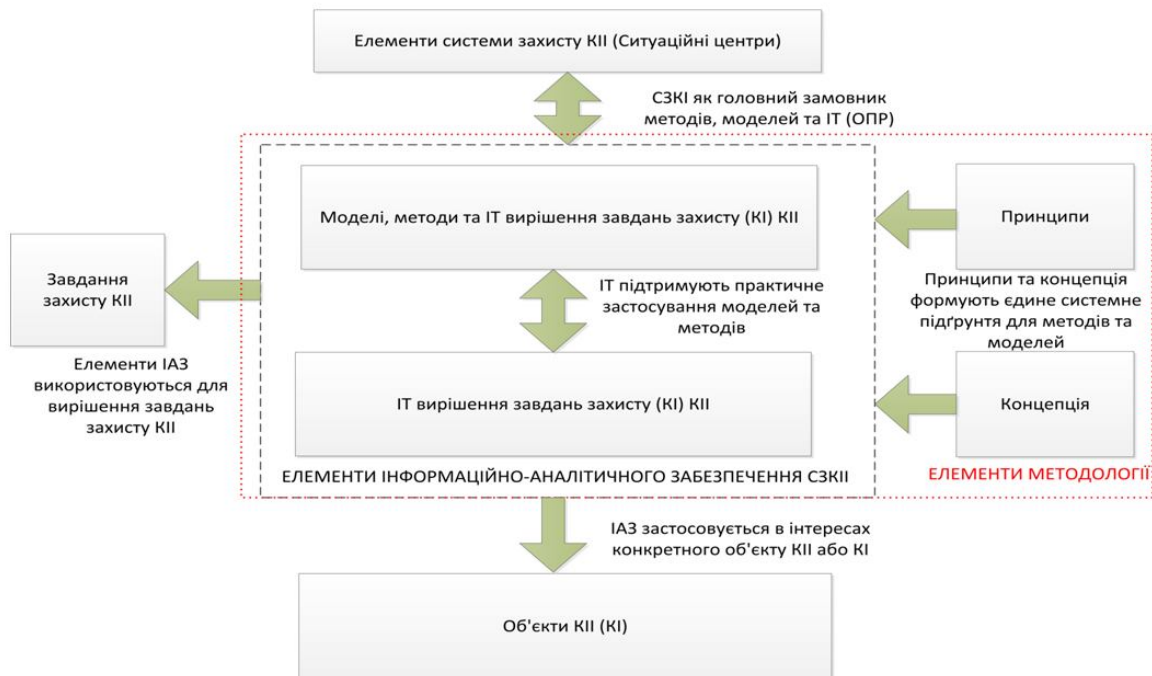 Елементи системи захисту КІІ (Ситуаційні центри)
СЗКІ як головний замовник
методів, моделей та ІТ (ОПР)
Моделі, методи та ІТ вирішення завдань захисту (КІ) КІІ
Принципи
Завдання
захисту КІІ
ІТ підтримують практичне
застосування моделей та
методів
Принципи та концепція
формують єдине системне
підґрунтя для методів та
моделей
Елементи ІАЗ
використовуються для
вирішення завдань
захисту КІІ
ІТ вирішення завдань захисту (КІ) КІІ
Концепція
ЕЛЕМЕНТИ ІНФОРМАЦІЙНО-АНАЛІТИЧНОГО ЗАБЕЗПЕЧЕННЯ СЗКІІ
ЕЛЕМЕНТИ МЕТОДОЛОГІЇ
ІАЗ застосовується в інтересах
конкретного об'єкту КІІ або КІ
Об'єкти КІІ (КІ)